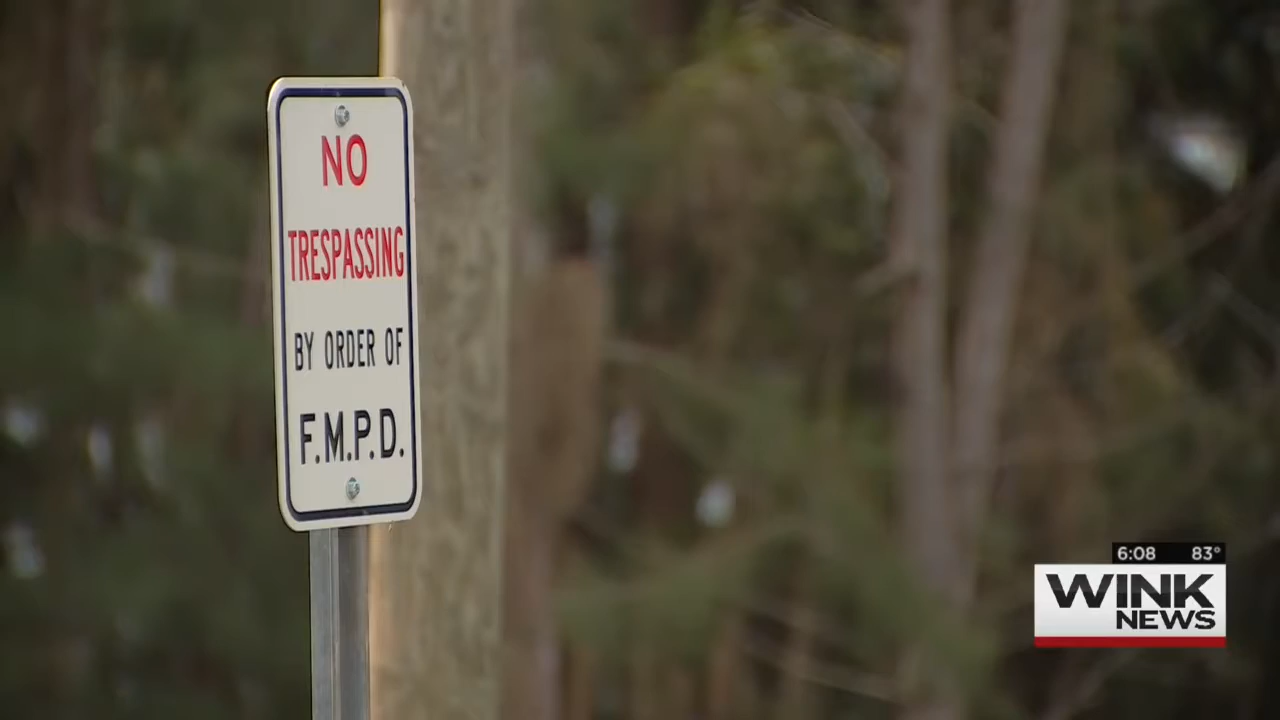 NO
TRESPASSING
BY ORDER OF
F.M.P.D.
6:08 83°
WINK
NEWS